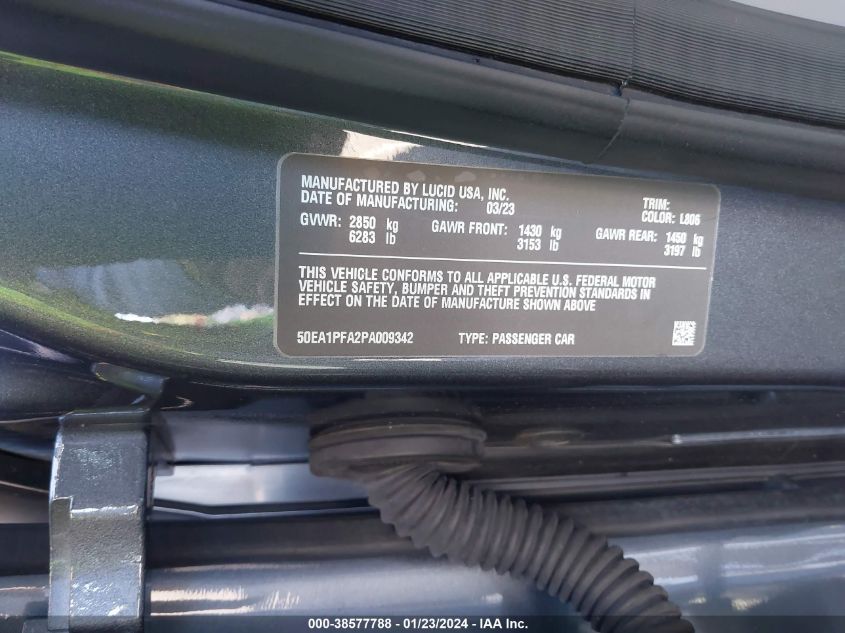 MANUFACTURED BY LUCID USA, INC.
DATE OF MANUFACTURING: 03/23
TRIM:
COLOR: L806
GVWR: 2850 kg GAWR FRONT: 1430 kg GAWR REAR: 1450 kg
6283 lb 3153 lb 3197 lb
THIS VEHICLE CONFORMS TO ALL APPLICABLE U.S. FEDERAL MOTOR
VEHICLE SAFETY, BUMPER AND THEFT PREVENTION STANDARDS IN
EFFECT ON THE DATE OF MANUFACTURE SHOWN ABOVE
50EA1PFA2PA009342 TYPE: PASSENGER CAR
000-38577788 - 01/23/2024 - IAA Inc.